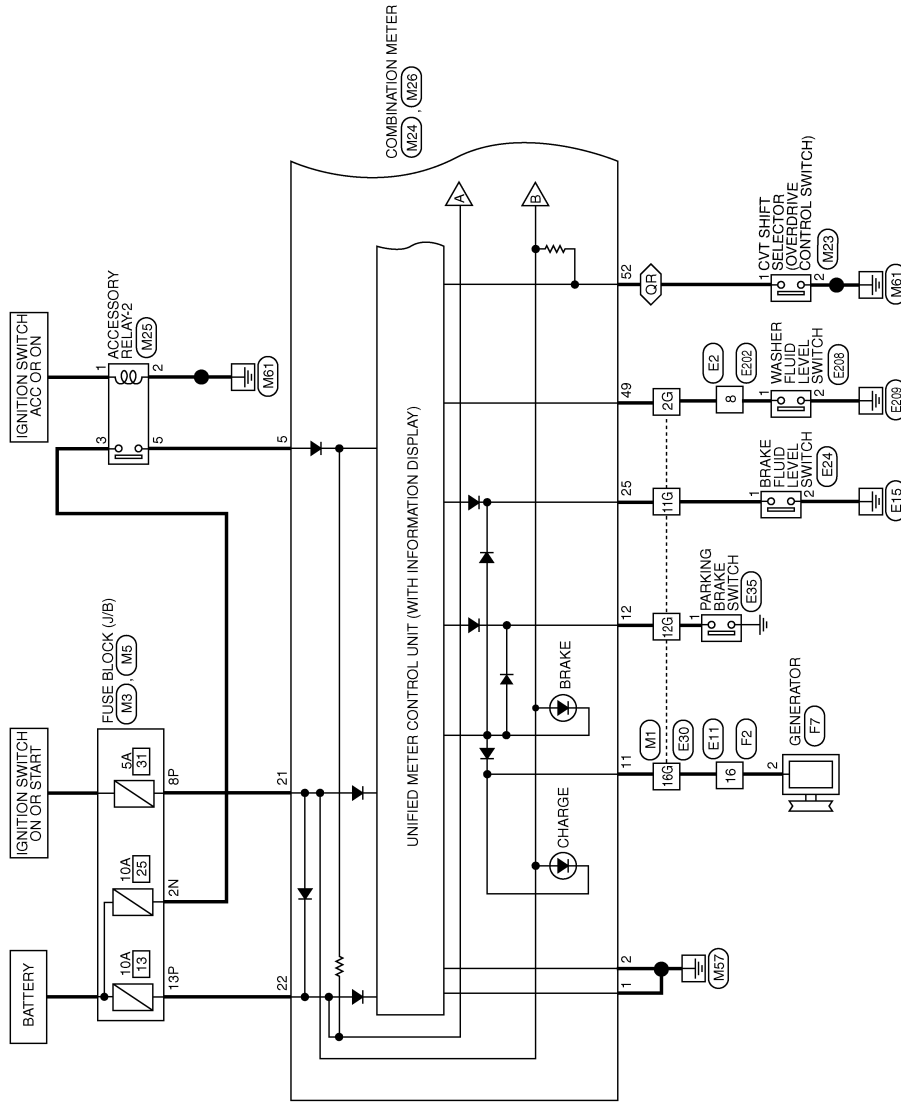 BATTERY
IGNITION SWITCH
ON OR START
IGNITION SWITCH
ACC OR ON
FUSE BLOCK (J/B)
M3 , M5
10A
13
10A
25
5A
31
13P
2N
8P
ACCESSORY
RELAY-2
M25
1
2
3
5
M61
COMBINATION METER
M24 , M26
22
21
5
UNIFIED METER CONTROL UNIT (WITH INFORMATION DISPLAY)
A
B
CHARGE
BRAKE
1
2
11
12
25
49
52
M57
16G
12G
11G
2G
QR
M1
E30
E11
F2
16
2
GENERATOR
F7
1
PARKING
BRAKE
SWITCH
E35
1
2
BRAKE
FLUID
LEVEL
SWITCH
E24
E15
E2
E202
8
1
2
WASHER
FLUID
LEVEL
SWITCH
E208
E209
1
2
CVT SHIFT
SELECTOR
(OVERDRIVE
CONTROL SWITCH)
M23
M61